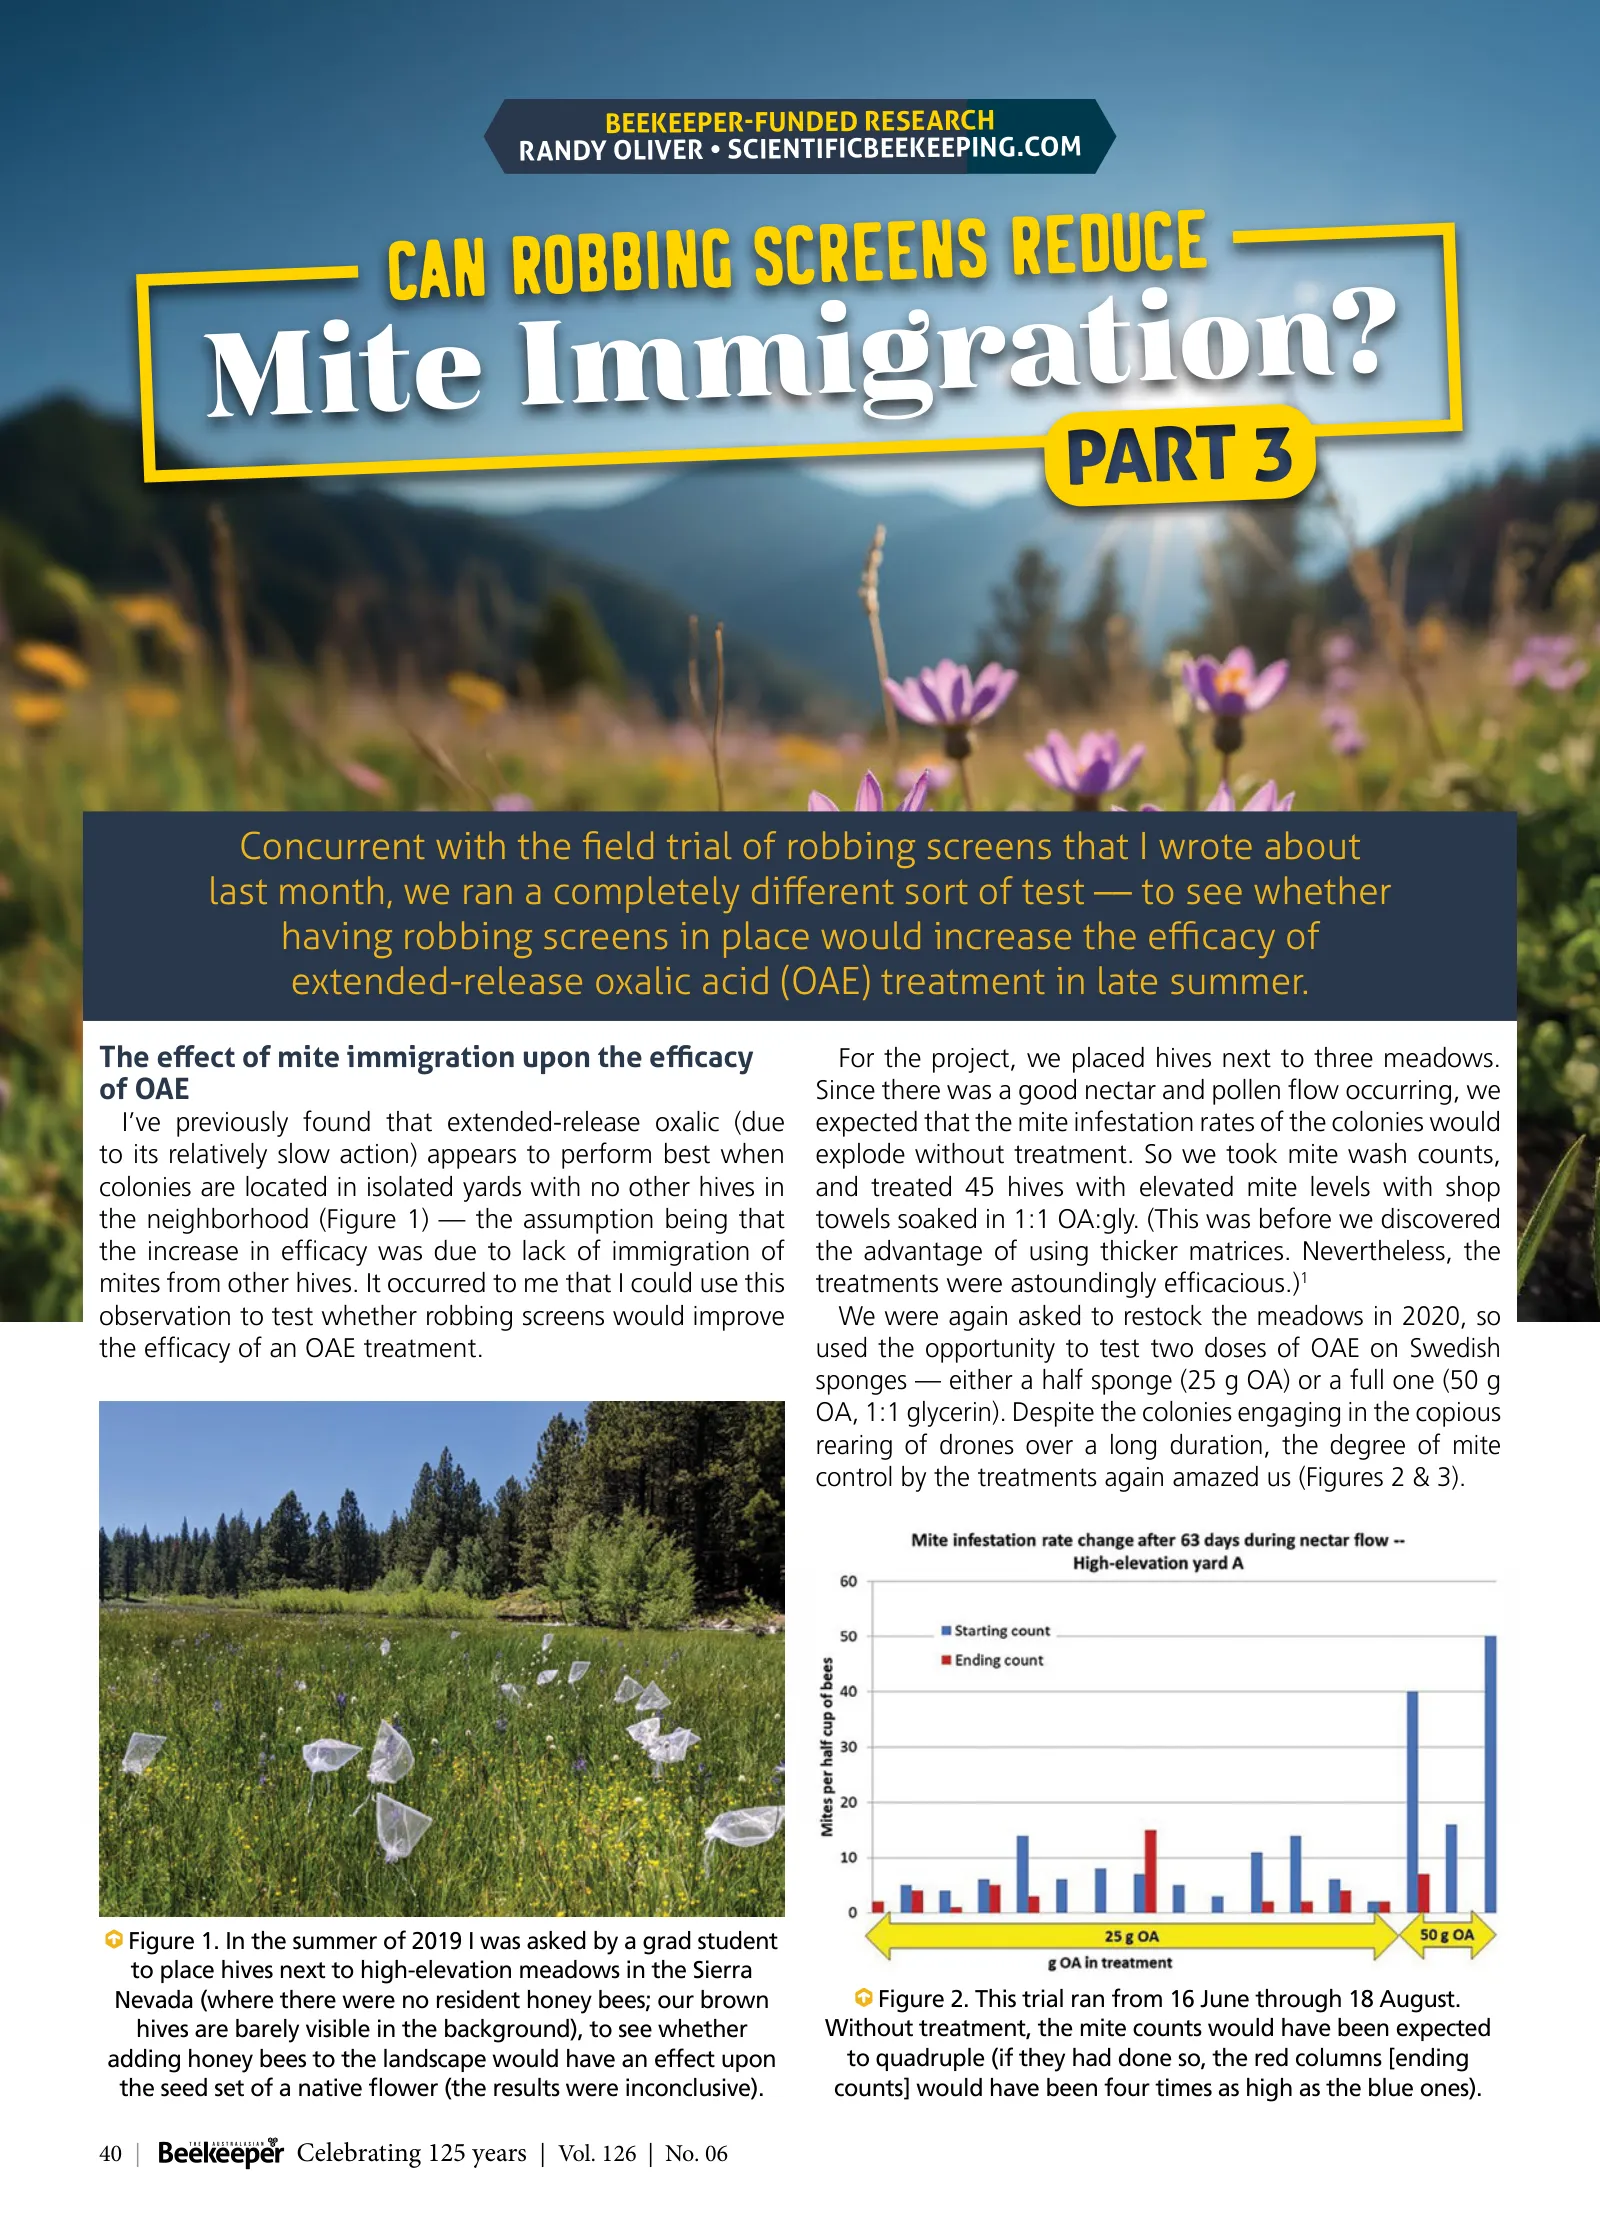 BEEKEEPER-FUNDED RESEARCH
RANDY OLIVER • SCIENTIFICBEEKEEPING.COM
CAN ROBBING SCREENS REDUCE
Mite Immigration?
PART 3
Concurrent with the field trial of robbing screens that I wrote about
last month, we ran a completely different sort of test — to see whether
having robbing screens in place would increase the efficacy of
extended-release oxalic acid (OAE) treatment in late summer.
The effect of mite immigration upon the efficacy
of OAE
I've previously found that extended-release oxalic (due
to its relatively slow action) appears to perform best when
colonies are located in isolated yards with no other hives in
the neighborhood (Figure 1) — the assumption being that
the increase in efficacy was due to lack of immigration of
mites from other hives. It occurred to me that I could use this
observation to test whether robbing screens would improve
the efficacy of an OAE treatment.
Figure 1. In the summer of 2019 I was asked by a grad student
to place hives next to high-elevation meadows in the Sierra
Nevada (where there were no resident honey bees; our brown
hives are barely visible in the background), to see whether
adding honey bees to the landscape would have an effect upon
the seed set of a native flower (the results were inconclusive).
For the project, we placed hives next to three meadows.
Since there was a good nectar and pollen flow occurring, we
expected that the mite infestation rates of the colonies would
explode without treatment. So we took mite wash counts,
and treated 45 hives with elevated mite levels with shop
towels soaked in 1:1 OA:gly. (This was before we discovered
the advantage of using thicker matrices. Nevertheless, the
treatments were astoundingly efficacious.)¹
We were again asked to restock the meadows in 2020, so
used the opportunity to test two doses of OAE on Swedish
sponges — either a half sponge (25 g OA) or a full one (50 g
OA, 1:1 glycerin). Despite the colonies engaging in the copious
rearing of drones over a long duration, the degree of mite
control by the treatments again amazed us (Figures 2 & 3).
Mite infestation rate change after 63 days during nectar flow --
High-elevation yard A
60
50
40
30
20
10
0
Mites per half cup of bees
Starting count
Ending count
25 g OA
50 g OA
g OA in treatment
Figure 2. This trial ran from 16 June through 18 August.
Without treatment, the mite counts would have been expected
to quadruple (if they had done so, the red columns [ending
counts] would have been four times as high as the blue ones).
40 | THE AUSTRALASIAN Beekeeper Celebrating 125 years | Vol. 126 | No. 06